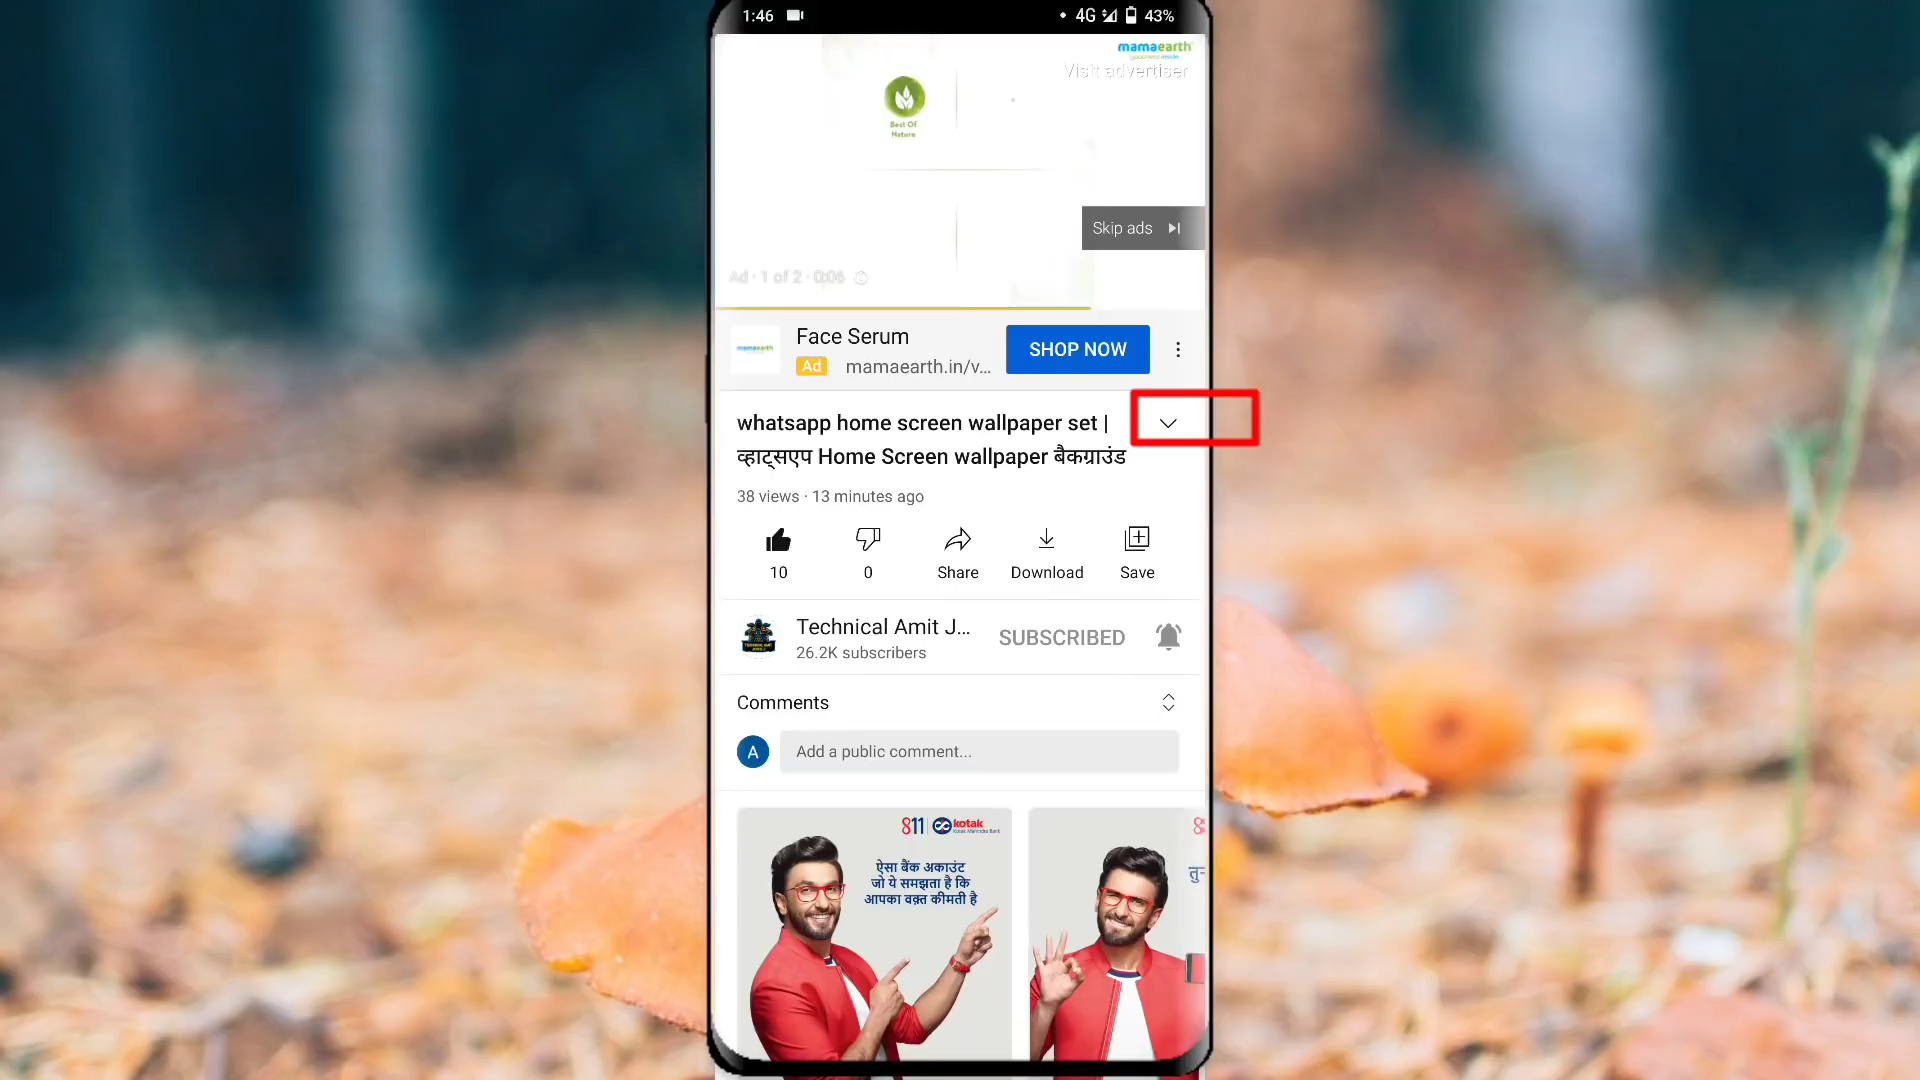 1:46
4G
43%
mamaearth
goodness inside
Visit advertiser
Best Of
Nature
Skip ads
Ad · 1 of 2 · 0:06
mamaearth
Face Serum
Ad mamaearth.in/v...
SHOP NOW
whatsapp home screen wallpaper set |
व्हाट्सएप Home Screen wallpaper बैकग्राउंड
38 views · 13 minutes ago
10
0
Share
Download
Save
Technical Amit J...
26.2K subscribers
SUBSCRIBED
Comments
A
Add a public comment...
811 kotak
Kotak Mahindra Bank
ऐसा बैंक अकाउंट
जो ये समझता है कि
आपका वक़्त कीमती है